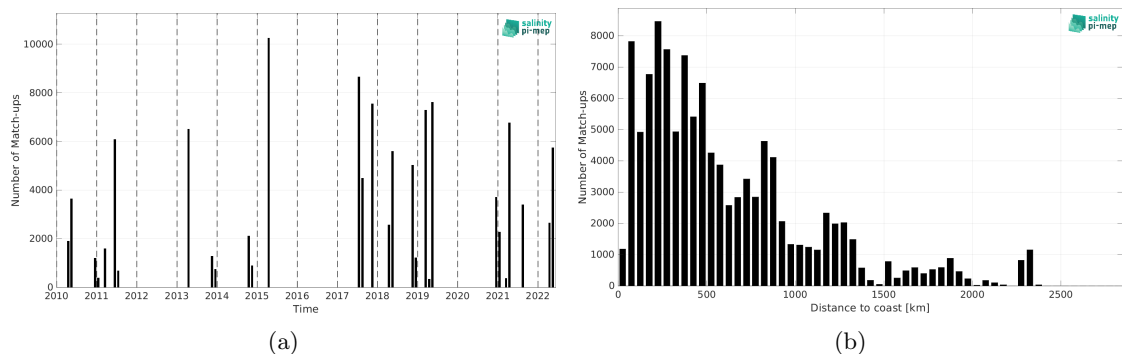 salinity
pi-mep
Number of Match-ups
10000
8000
6000
4000
2000
0
2010 2011 2012 2013 2014 2015 2016 2017 2018 2019 2020 2021 2022
Time
(a)
salinity
pi-mep
Number of Match-ups
8000
7000
6000
5000
4000
3000
2000
1000
0
0 500 1000 1500 2000 2500
Distance to coast [km]
(b)